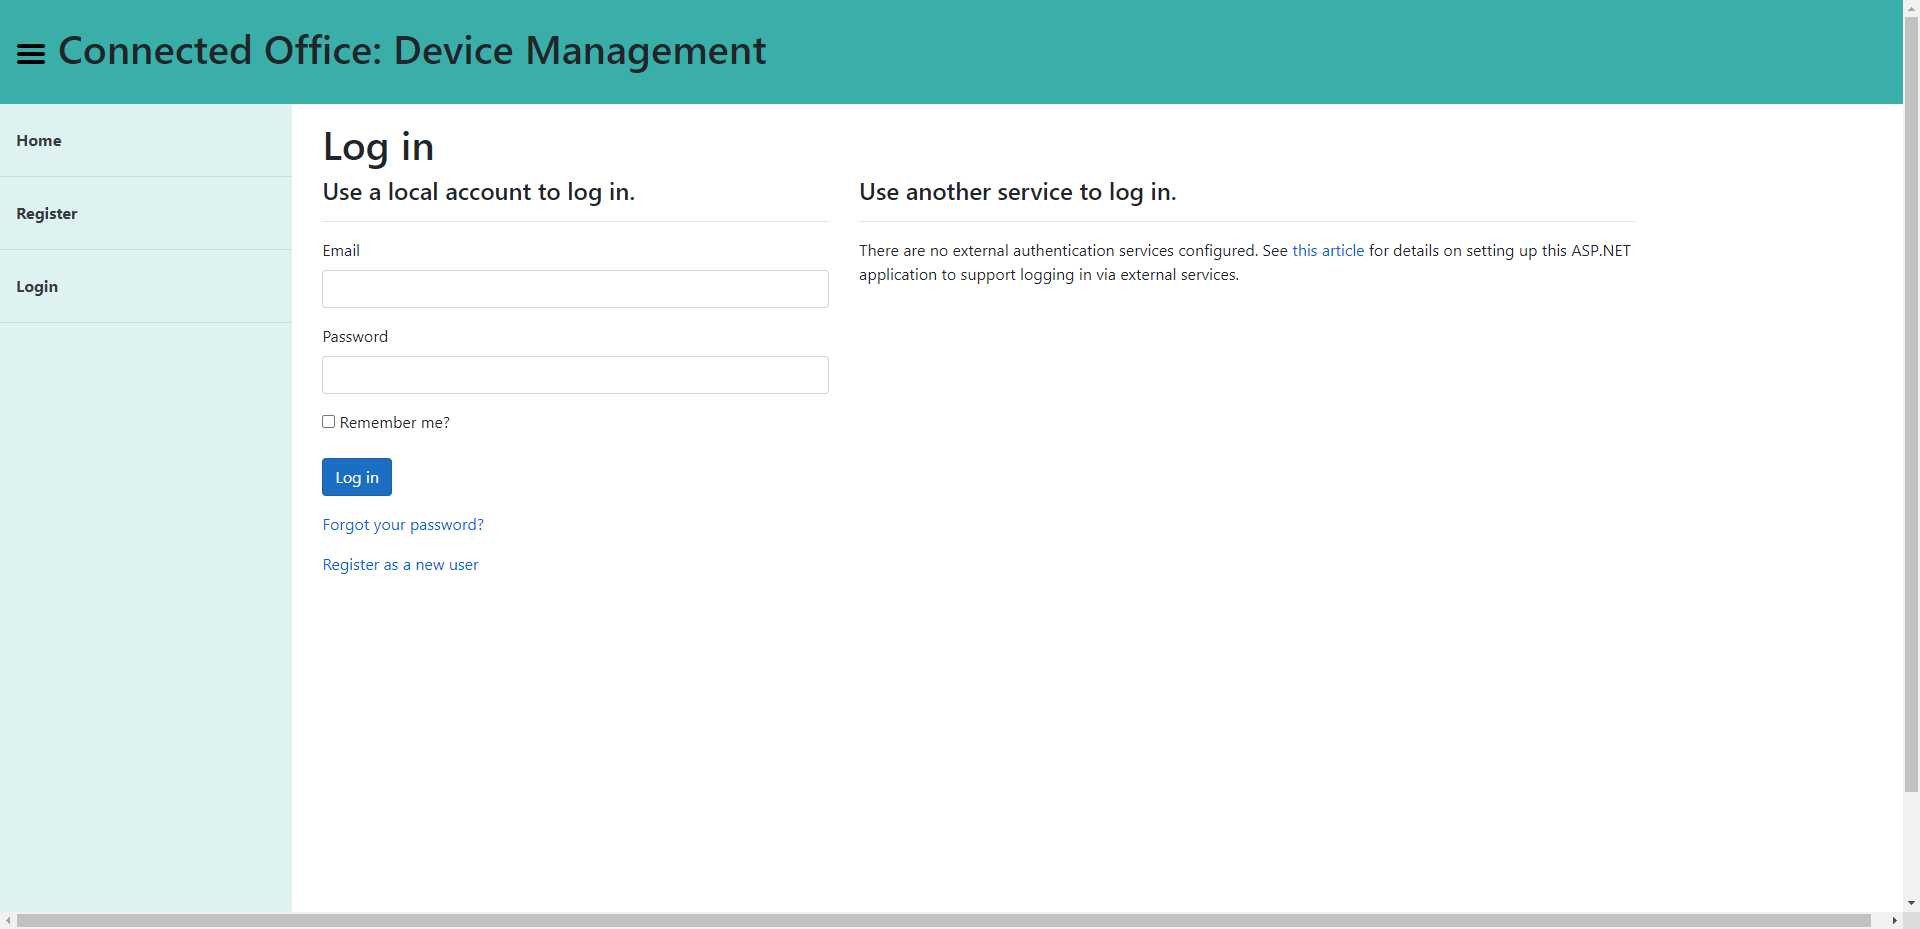 Connected Office: Device Management
Home
Register
Login
Log in
Use a local account to log in.
Email
Password
Remember me?
Log in
Forgot your password?
Register as a new user
Use another service to log in.
There are no external authentication services configured. See this article for details on setting up this ASP.NET
application to support logging in via external services.